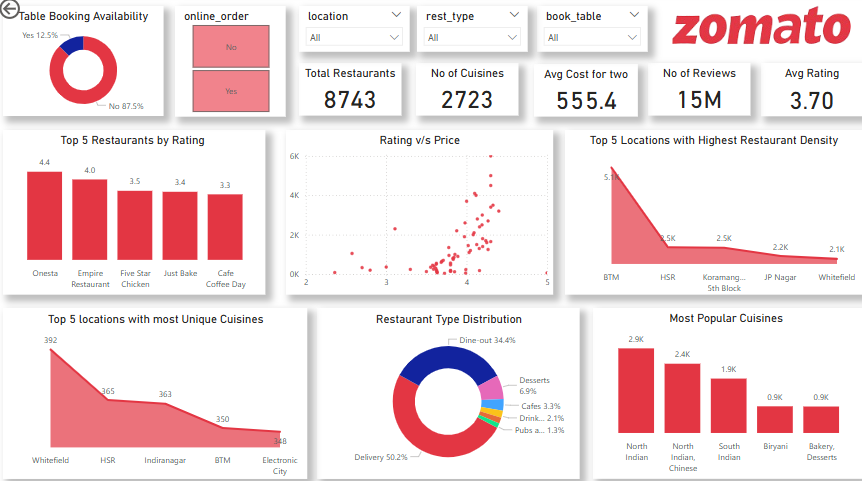 Table Booking Availability
Yes 12.5%
No 87.5%
online_order
No
Yes
location
All
rest_type
All
book_table
All
zomato
Total Restaurants
8743
No of Cuisines
2723
Avg Cost for two
555.4
No of Reviews
15M
Avg Rating
3.70
Top 5 Restaurants by Rating
4.4
4.0
3.5
3.4
3.3
Onesta
Empire
Restaurant
Five Star
Chicken
Just Bake
Cafe
Coffee Day
Rating v/s Price
6K
4K
2K
0K
2
3
4
5
Top 5 Locations with Highest Restaurant Density
5.1K
2.5K
2.5K
2.2K
2.1K
BTM
HSR
Koramang...
5th Block
JP Nagar
Whitefield
Top 5 locations with most Unique Cuisines
392
365
363
350
348
Whitefield
HSR
Indiranagar
BTM
Electronic
City
Restaurant Type Distribution
Dine-out 34.4%
Desserts
6.9%
Cafes 3.3%
Drink... 2.1%
Pubs a... 1.3%
Delivery 50.2%
Most Popular Cuisines
2.9K
2.4K
1.9K
0.9K
0.9K
North
Indian
North
Indian,
Chinese
South
Indian
Biryani
Bakery,
Desserts